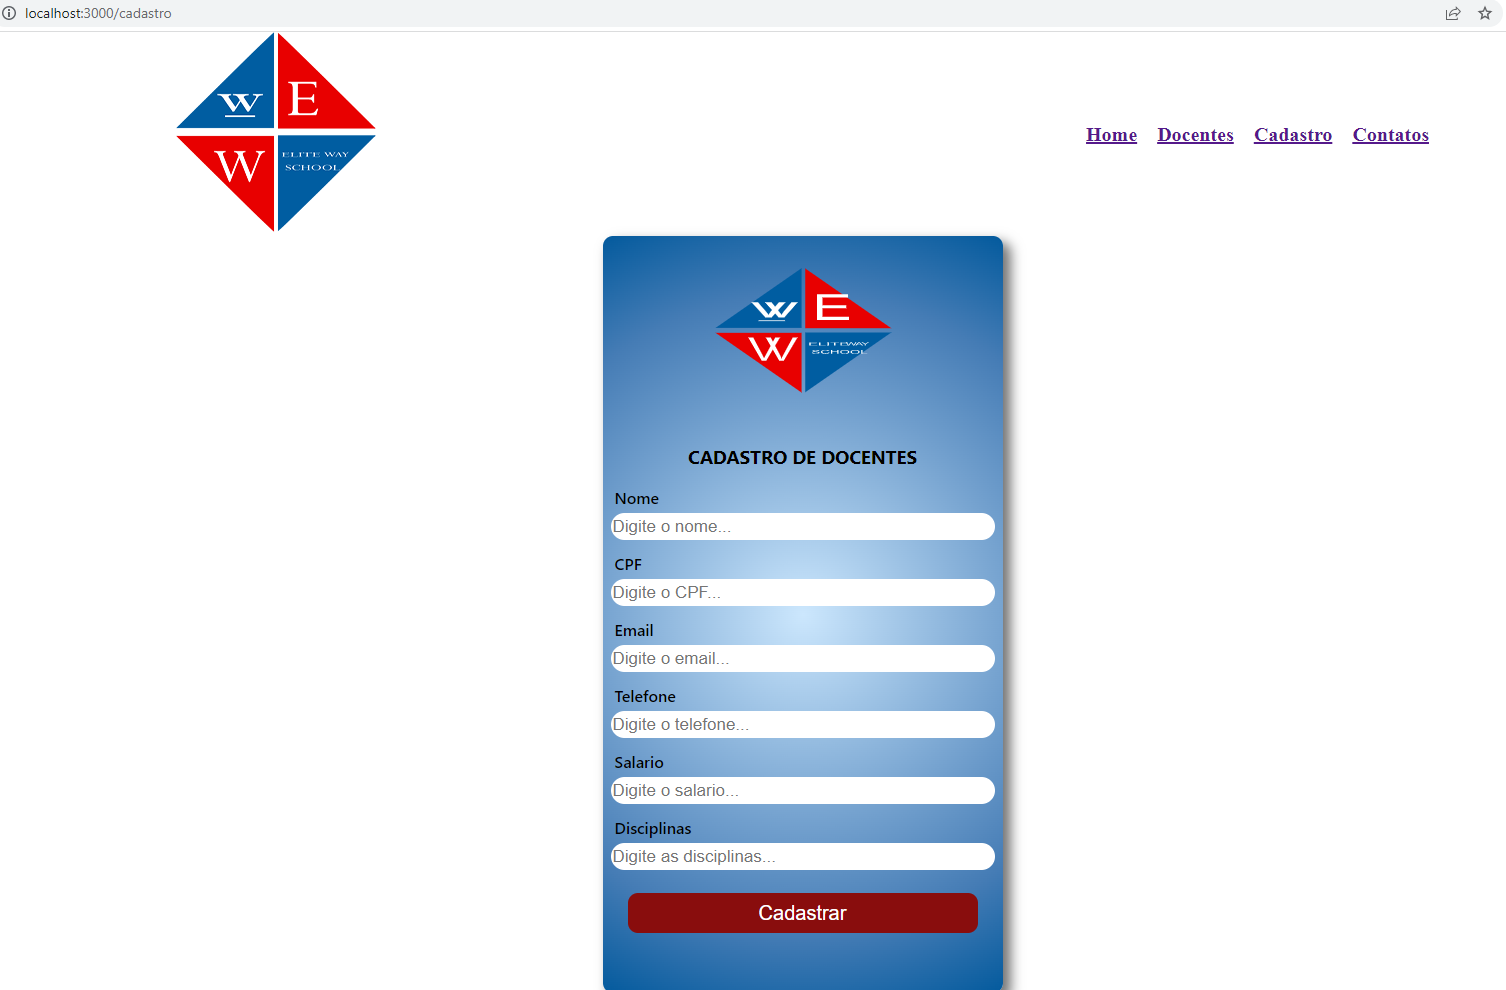 localhost:3000/cadastro
W E
W ELITE WAY
SCHOOL
Home Docentes Cadastro Contatos
W E
W ELITEWAY
SCHOOL
CADASTRO DE DOCENTES
Nome
Digite o nome...
CPF
Digite o CPF...
Email
Digite o email...
Telefone
Digite o telefone...
Salario
Digite o salario...
Disciplinas
Digite as disciplinas...
Cadastrar